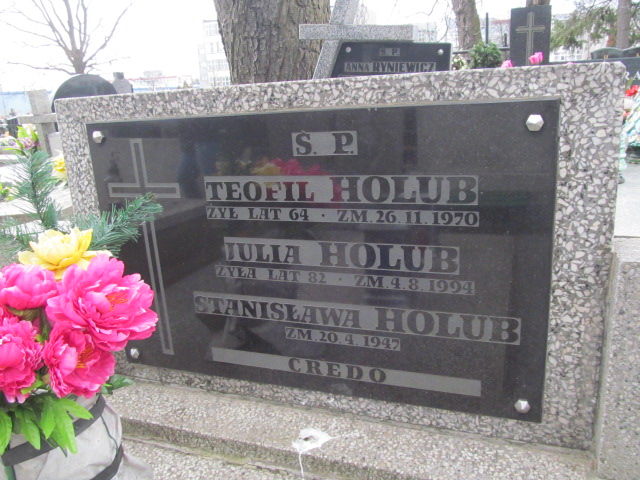 Ś. P.
ANNA RYNIEWICZ
Ś. P.
TEOFIL HOLUB
ŻYŁ LAT 64 · ZM. 26.11.1970
JULIA HOLUB
ŻYŁA LAT 82 · ZM. 4.8.1994
STANISŁAWA HOLUB
ZM. 20.4.1947
CREDO